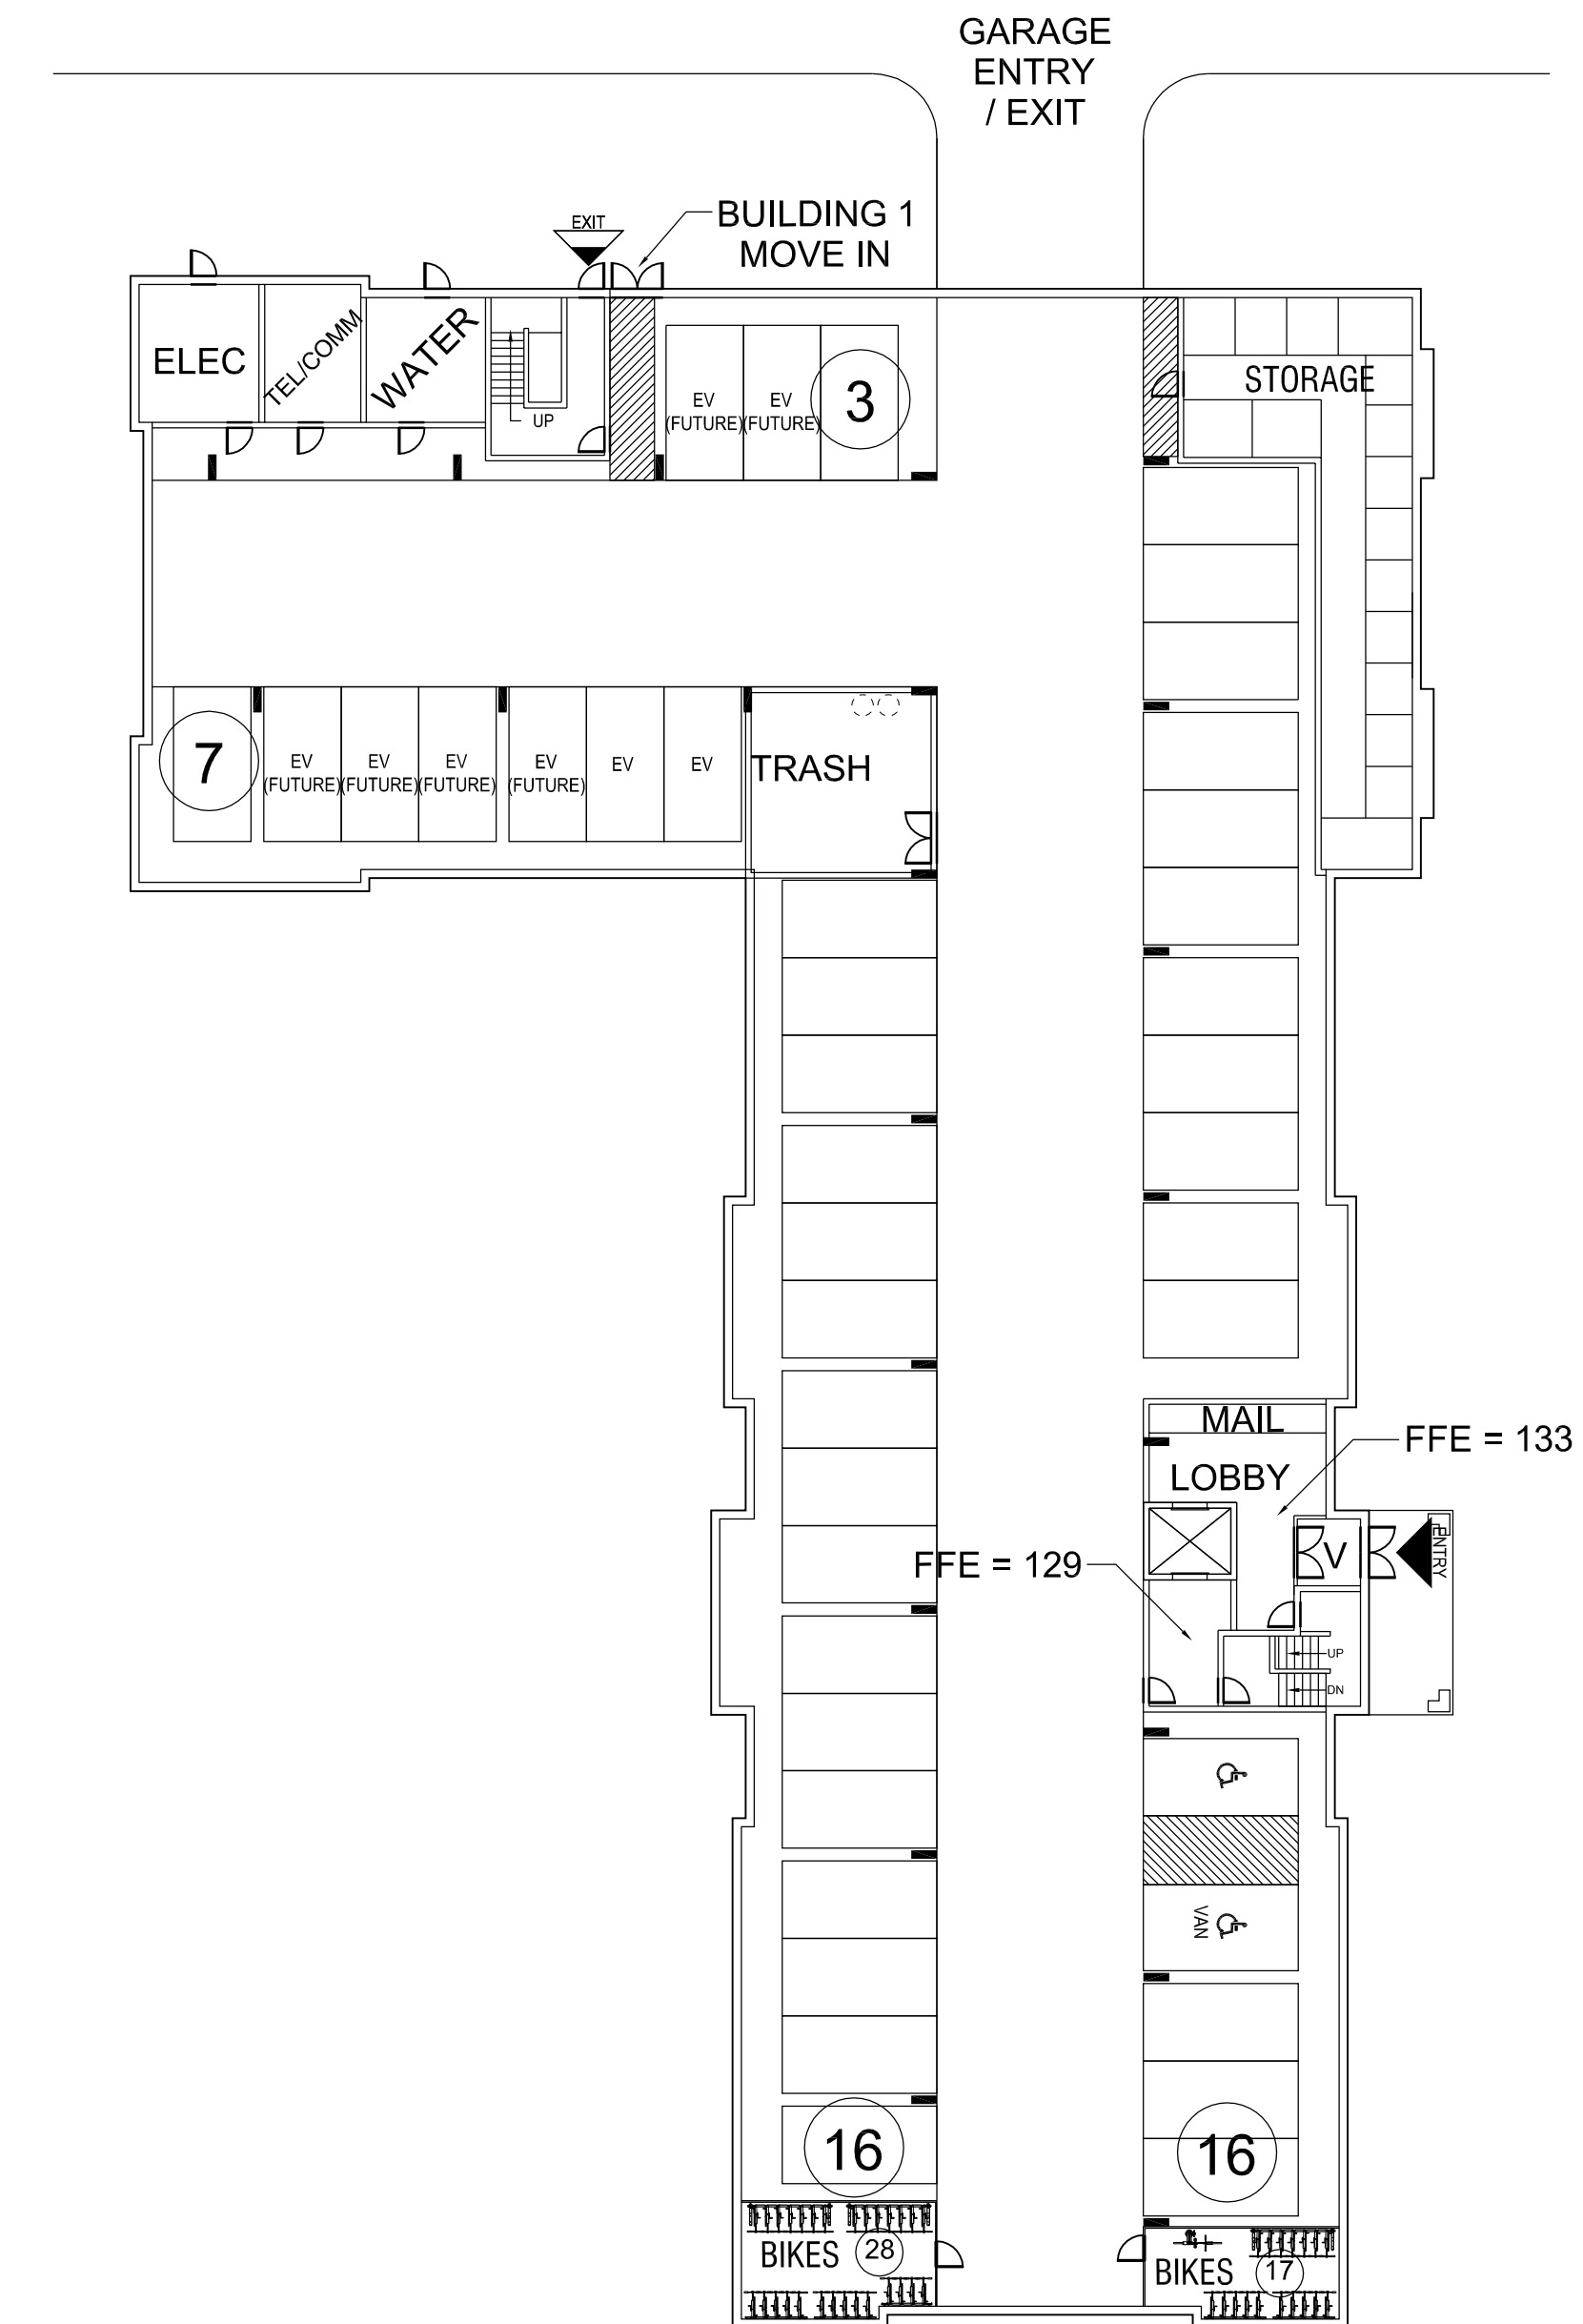 GARAGE
ENTRY
/ EXIT
EXIT
BUILDING 1
MOVE IN
ELEC
TEL/COMM
WATER
UP
EV
(FUTURE)
EV
(FUTURE)
3
STORAGE
7
EV
(FUTURE)
EV
(FUTURE)
EV
(FUTURE)
EV
(FUTURE)
EV
EV
TRASH
MAIL
LOBBY
FFE = 133
FFE = 129
V
ENTRY
UP
DN
VAN
16
16
BIKES
28
BIKES
17